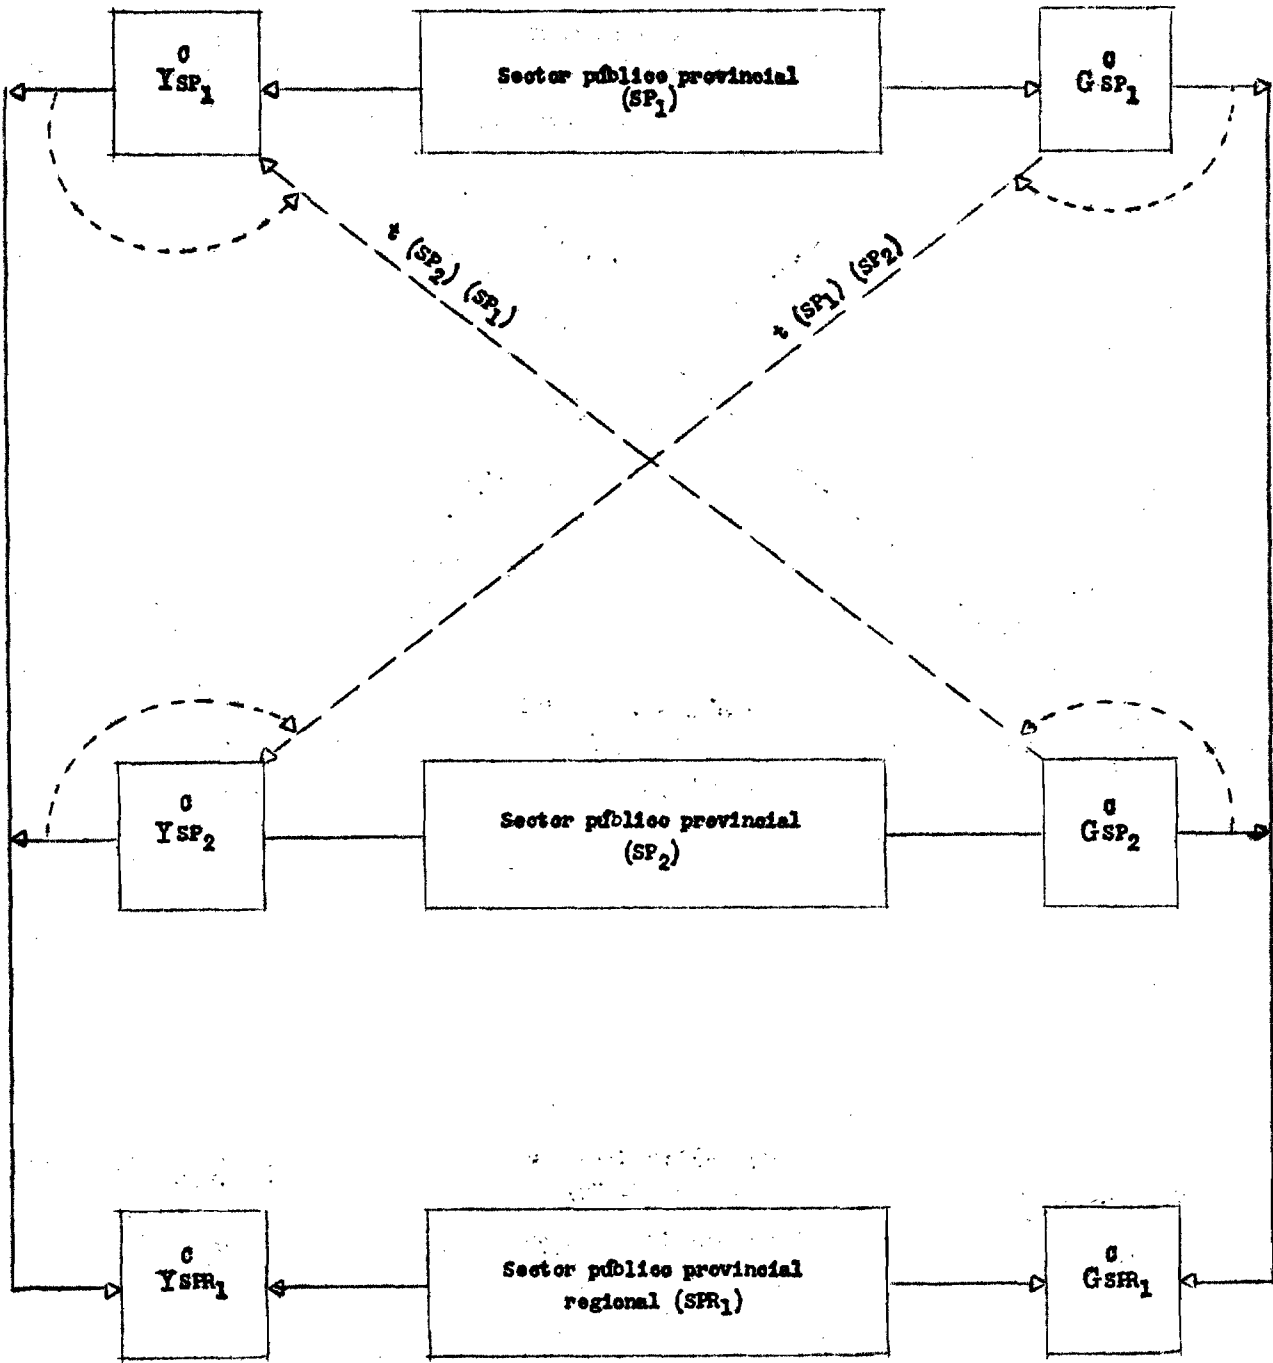 C
YSP₁
Sector público provincial
(SP₁)
C
GSP₁
t (SP₂) (SP₁)
t (SP₁) (SP₂)
C
YSP₂
Sector público provincial
(SP₂)
C
GSP₂
C
YSPR₁
Sector público provincial
regional (SPR₁)
C
GSPR₁